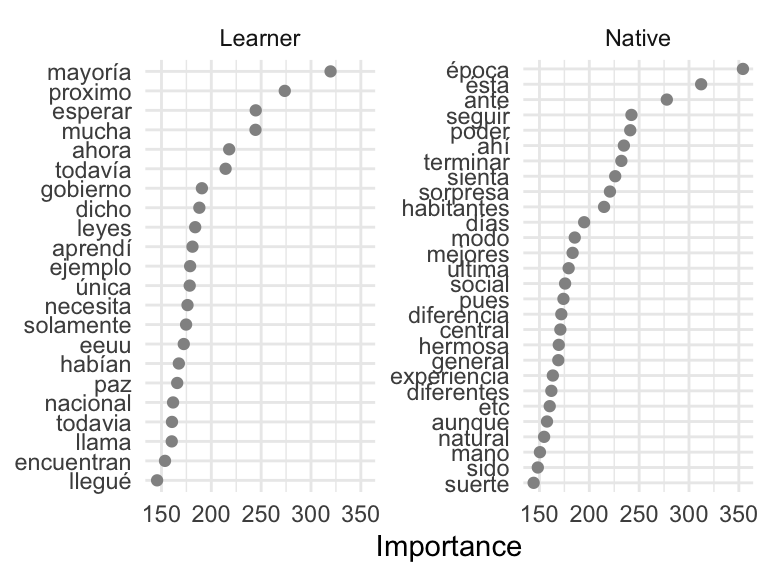 Learner
mayoría
proximo
esperar
mucha
ahora
todavía
gobierno
dicho
leyes
aprendí
ejemplo
única
necesita
solamente
eeuu
habían
paz
nacional
todavia
llama
encuentran
llegué
150 200 250 300 350
Native
época
ésta
ante
seguir
poder
ahí
terminar
sienta
sorpresa
habitantes
días
modo
mejores
última
social
pues
diferencia
central
hermosa
general
experiencia
diferentes
etc
aunque
natural
mano
sido
suerte
150 200 250 300 350
Importance